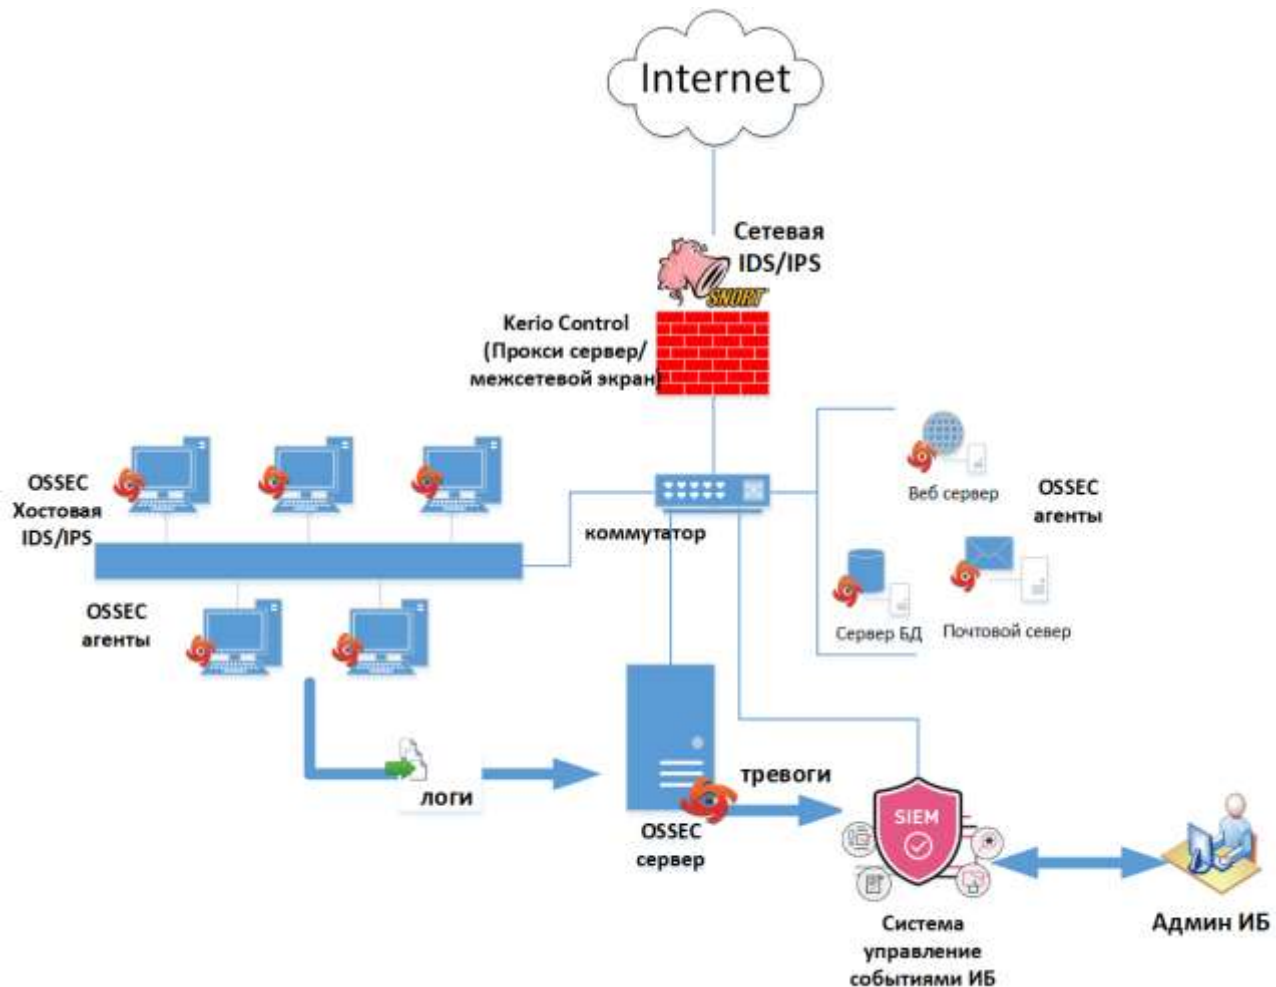 Internet
Сетевая
IDS/IPS
SNORT
Kerio Control
(Прокси сервер/
межсетевой экран)
OSSEC
Хостовая
IDS/IPS
коммутатор
Веб сервер
OSSEC
агенты
Сервер БД
Почтовой север
OSSEC
агенты
логи
OSSEC
сервер
тревоги
SIEM
Система
управление
событиями ИБ
Админ ИБ